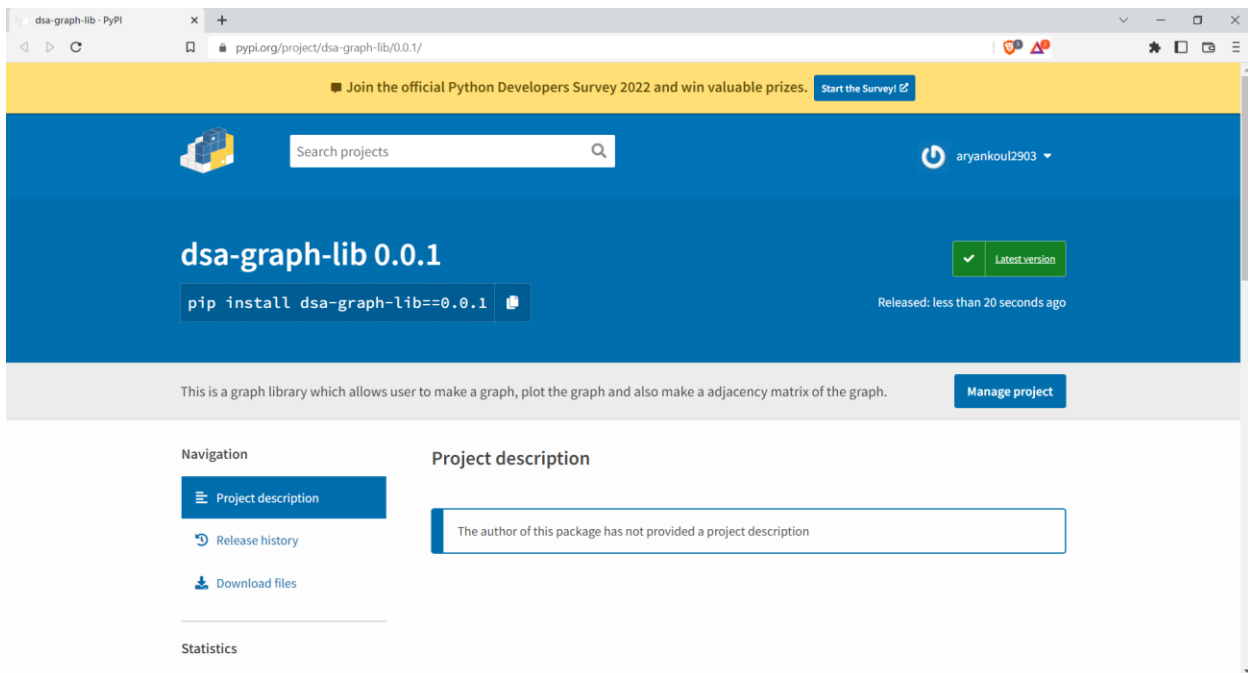 dsa-graph-lib · PyPI
pypi.org/project/dsa-graph-lib/0.0.1/
Join the official Python Developers Survey 2022 and win valuable prizes. Start the Survey!
Search projects
aryankoul2903
dsa-graph-lib 0.0.1
Latest version
pip install dsa-graph-lib==0.0.1
Released: less than 20 seconds ago
This is a graph library which allows user to make a graph, plot the graph and also make a adjacency matrix of the graph.
Manage project
Navigation
Project description
Project description
The author of this package has not provided a project description
Release history
Download files
Statistics